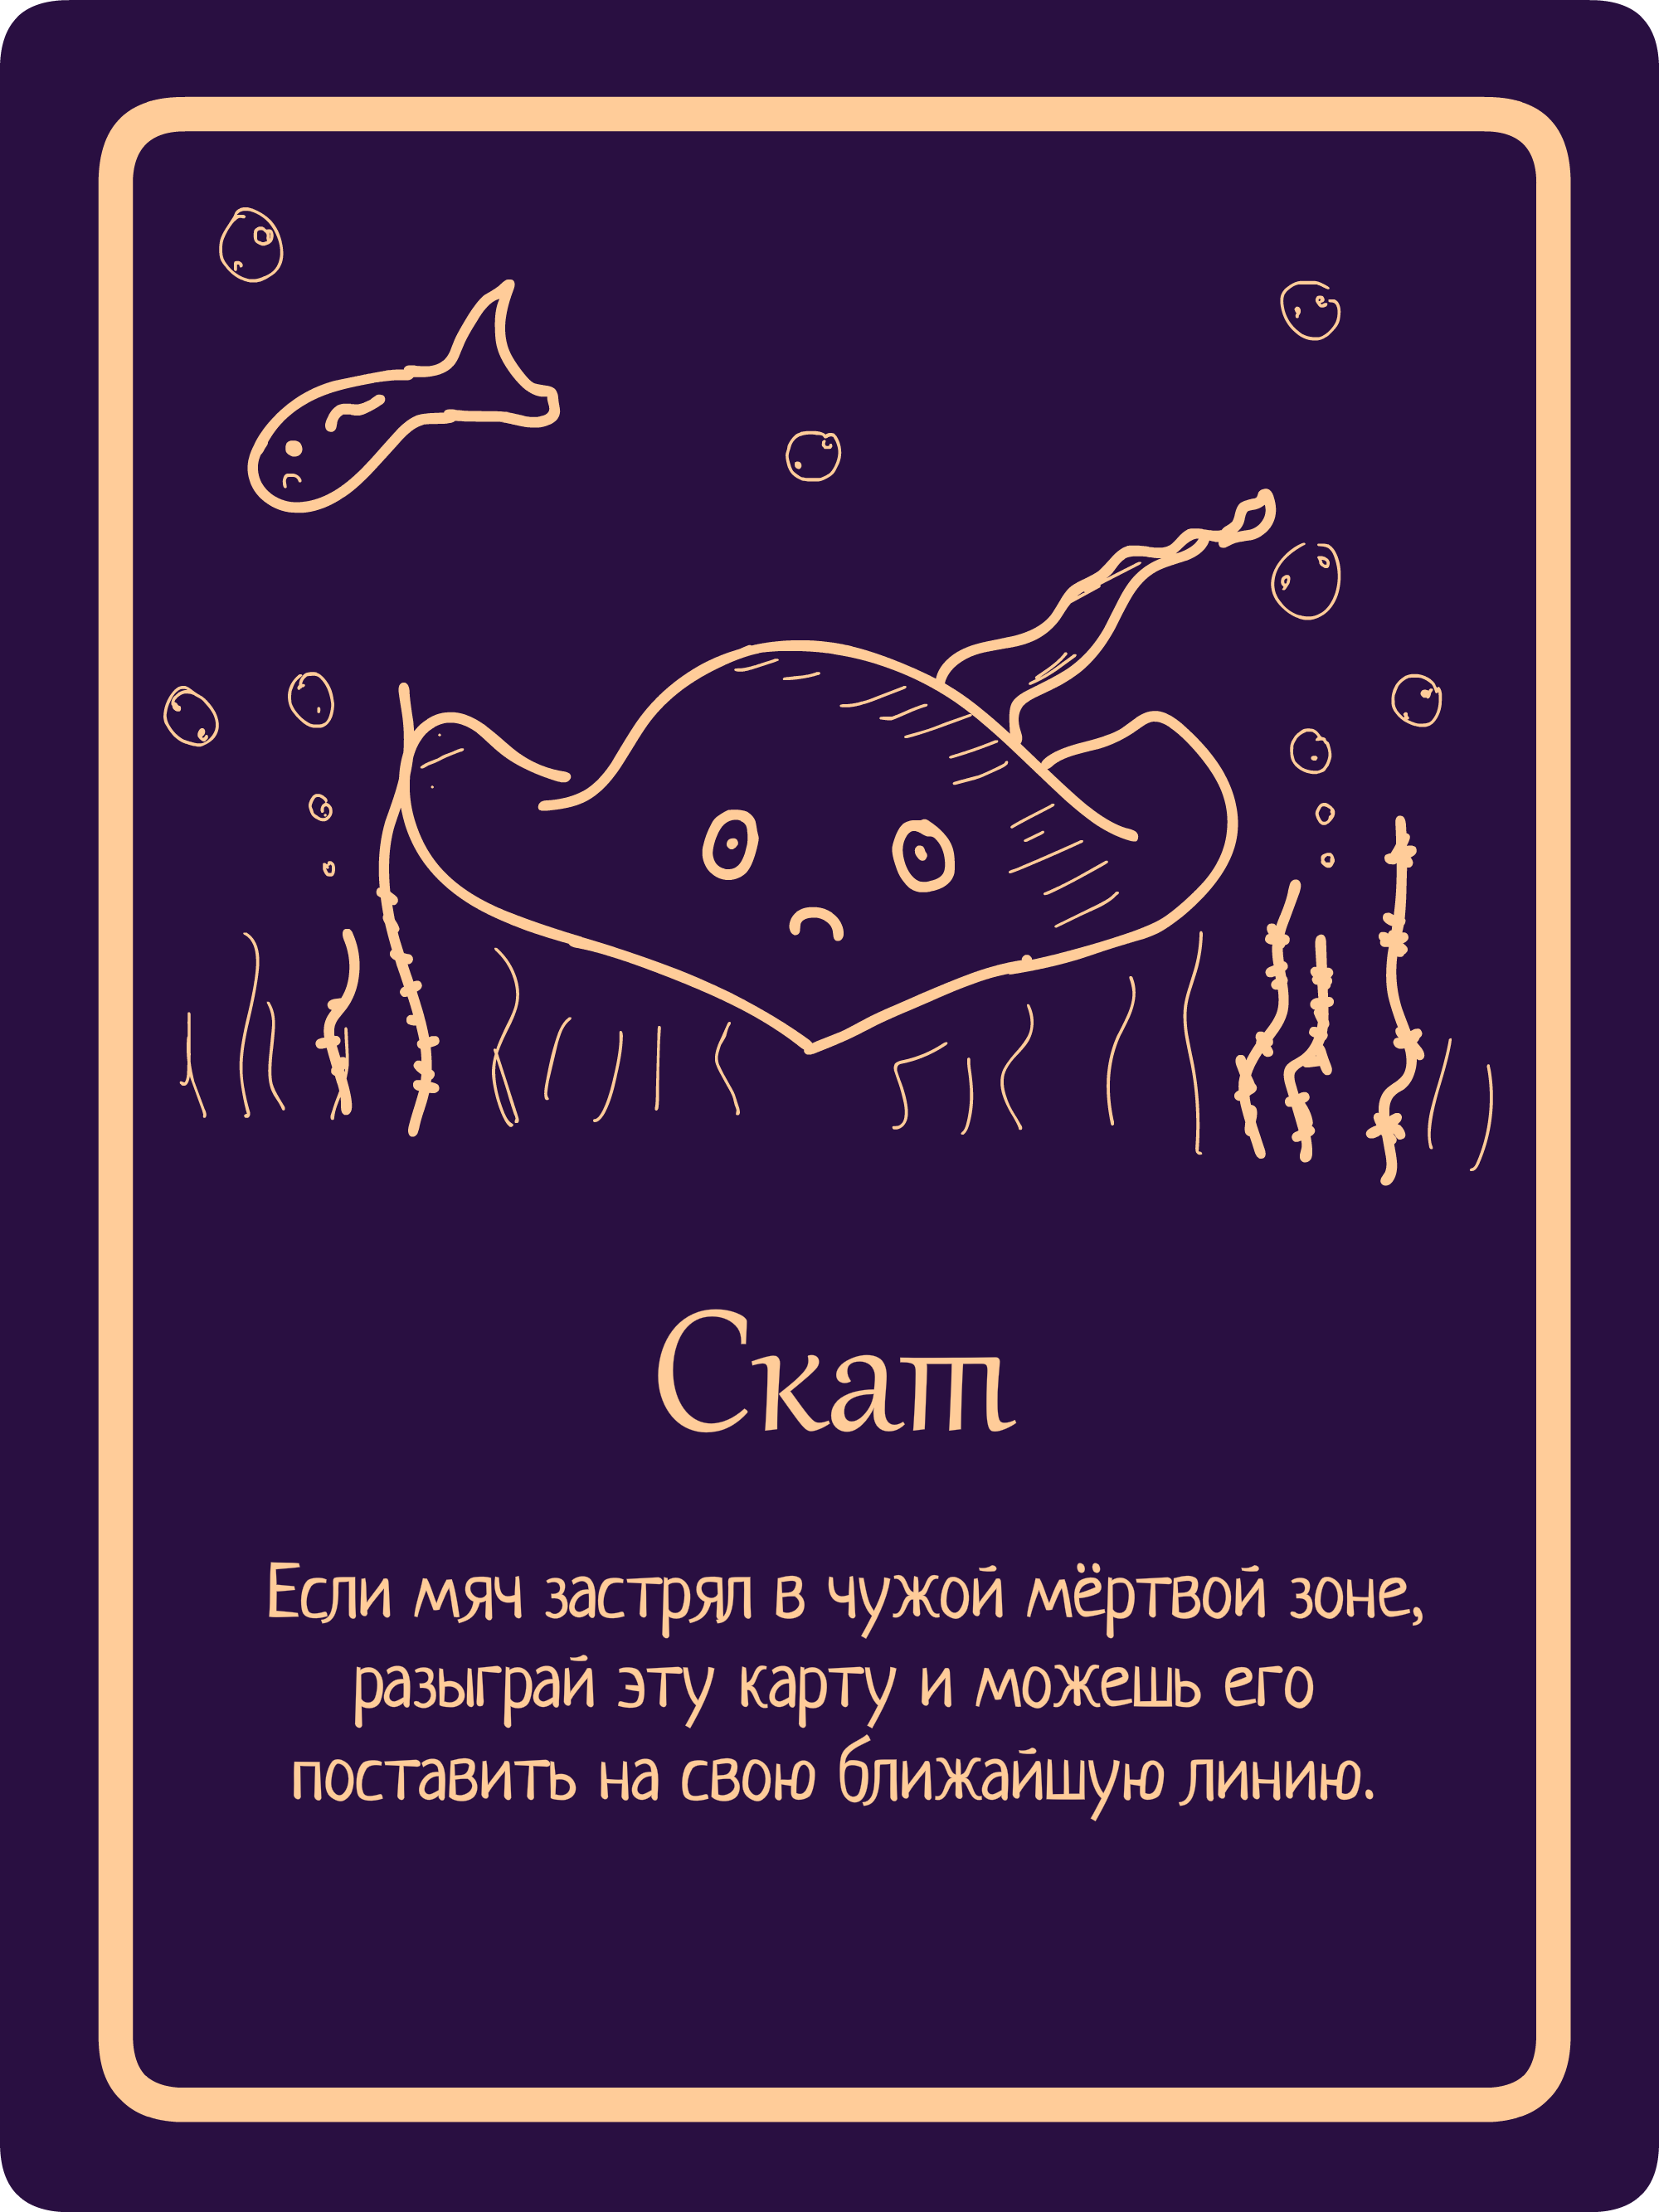 Скат
Если мяч застрял в чужой мёртвой зоне,
разыграй эту карту и можешь его
поставить на свою ближайшую линию.